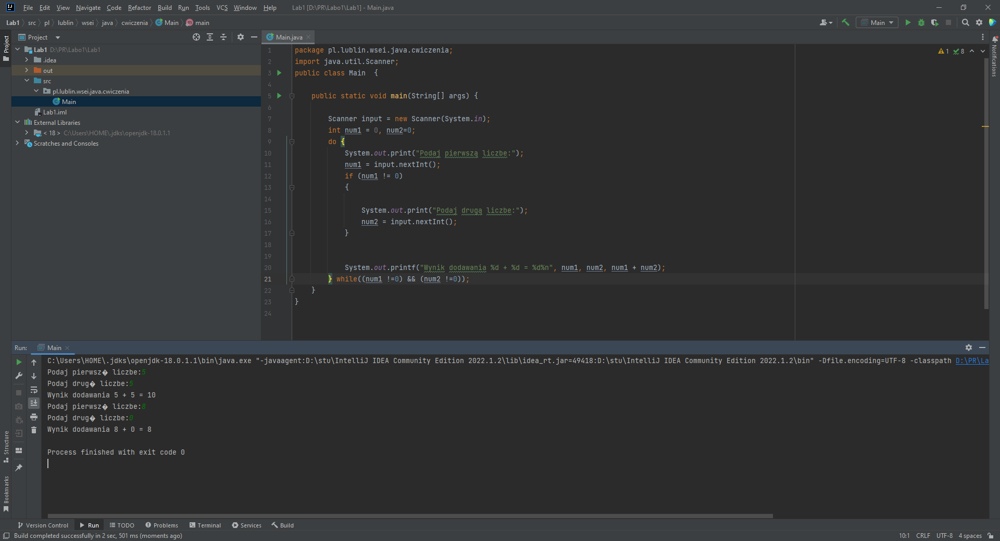 File Edit View Navigate Code Refactor Build Run Tools VCS Window Help Lab1 [D:\PR\Labo1\Lab1] - Main.java
Lab1 src pl lublin wsei java cwiczenia Main main Main
Project
Project
Main.java
Lab1 D:\PR\Labo1\Lab1
.idea
out
src
pl.lublin.wsei.java.cwiczenia
Main
Lab1.iml
External Libraries
< 18 > C:\Users\HOME\.jdks\openjdk-18.0.1.1
Scratches and Consoles
1 package pl.lublin.wsei.java.cwiczenia;
2 import java.util.Scanner;
3 public class Main  {
4
5     public static void main(String[] args) {
6
7         Scanner input = new Scanner(System.in);
8         int num1 = 0, num2=0;
9         do {
10             System.out.print("Podaj pierwszą liczbe:");
11             num1 = input.nextInt();
12             if (num1 != 0)
13             {
14
15                 System.out.print("Podaj drugą liczbe:");
16                 num2 = input.nextInt();
17             }
18
19
20             System.out.printf("Wynik dodawania %d + %d = %d%n", num1, num2, num1 + num2);
21         } while((num1 !=0) && (num2 !=0));
22     }
23 }
24
1 8
Notifications
Run: Main
C:\Users\HOME\.jdks\openjdk-18.0.1.1\bin\java.exe "-javaagent:D:\stu\IntelliJ IDEA Community Edition 2022.1.2\lib\idea_rt.jar=49418:D:\stu\IntelliJ IDEA Community Edition 2022.1.2\bin" -Dfile.encoding=UTF-8 -classpath D:\PR\La
Podaj pierwsz� liczbe:5
Podaj drug� liczbe:5
Wynik dodawania 5 + 5 = 10
Podaj pierwsz� liczbe:8
Podaj drug� liczbe:0
Wynik dodawania 8 + 0 = 8
Process finished with exit code 0
Structure
Bookmarks
Version Control Run TODO Problems Terminal Services Build
Build completed successfully in 2 sec, 501 ms (moments ago) 10:1 CRLF UTF-8 4 spaces